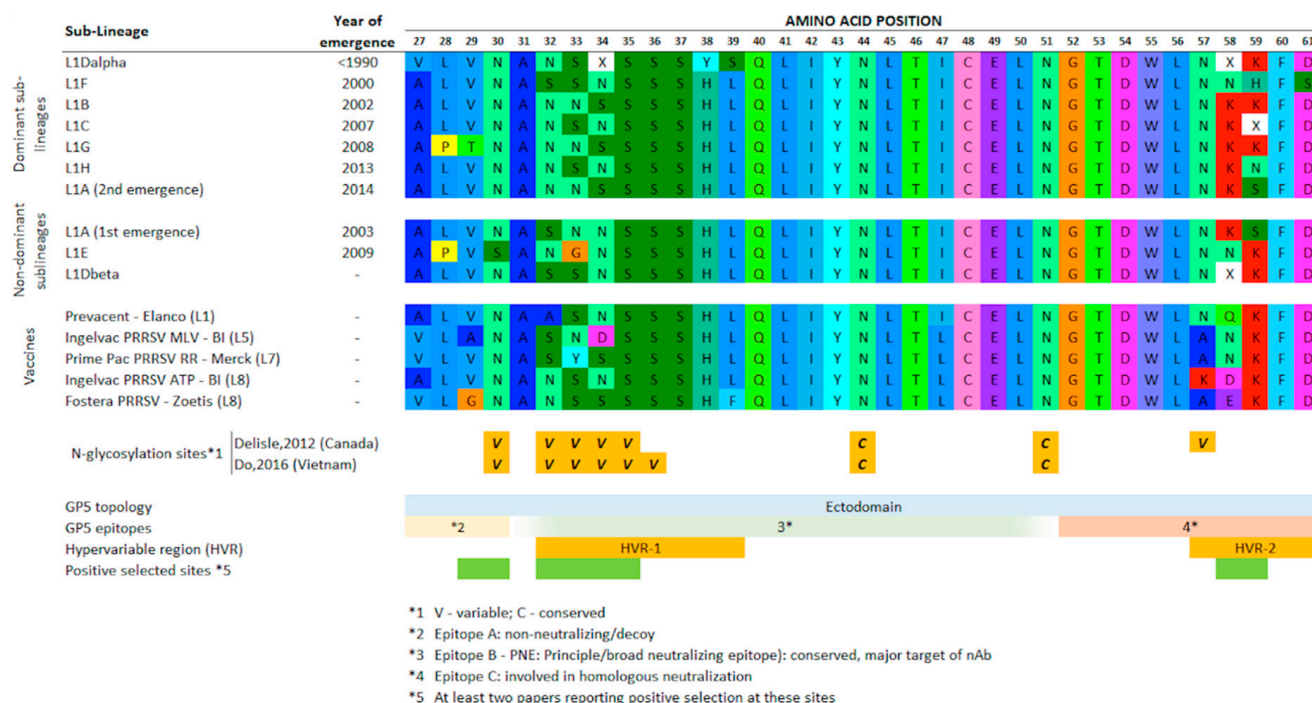 Sub-Lineage Year of emergence AMINO ACID POSITION
27 28 29 30 31 32 33 34 35 36 37 38 39 40 41 42 43 44 45 46 47 48 49 50 51 52 53 54 55 56 57 58 59 60 61
Dominant sub-lineages
L1Dalpha <1990 V L V N A N S X S S S Y S Q L I Y N L T I C E L N G T D W L N X K F D
L1F 2000 A L V N A S S N S S S H L Q L I Y N L T I C E L N G T D W L N N H F S
L1B 2002 A L V N A N N S S S S H L Q L I Y N L T I C E L N G T D W L N K K F D
L1C 2007 A L V N A N S N S S S H L Q L I Y N L T I C E L N G T D W L N K X F D
L1G 2008 A P T N A N N S S S S H L Q L I Y N L T I C E L N G T D W L N K K F D
L1H 2013 A L V N A N S N S S S H L Q L I Y N L T I C E L N G T D W L N K N F D
L1A (2nd emergence) 2014 A L V N A N N S S S S H L Q L I Y N L T I C E L N G T D W L N K S F D
Non-dominant sublineages
L1A (1st emergence) 2003 A L V N A S N N S S S H L Q L I Y N L T I C E L N G T D W L N K S F D
L1E 2009 A P V S A N G N S S S H L Q L I Y N L T I C E L N G T D W L N N K F D
L1Dbeta - A L V N A S S N S S S H L Q L I Y N L T I C E L N G T D W L N X K F D
Vaccines
Prevacent - Elanco (L1) - A L V N A A S N S S S H L Q L I Y N L T I C E L N G T D W L N Q K F D
Ingelvac PRRSV MLV - BI (L5) - V L A N A S N D S S S H L Q L I Y N L T L C E L N G T D W L A N K F D
Prime Pac PRRSV RR - Merck (L7) - V L V N A S Y S S S S H L Q L I Y N L T L C E L N G T D W L A N K F D
Ingelvac PRRSV ATP - BI (L8) - A L V N A N S N S S S H L Q L I Y N L T L C E L N G T D W L K D K F D
Fostera PRRSV - Zoetis (L8) - V L G N A N S S S S S H F Q L I Y N L T L C E L N G T D W L A E K F D
N-glycosylation sites*1
Delisle,2012 (Canada) V V V V V C C V
Do,2016 (Vietnam) V V V V V V C C
GP5 topology Ectodomain
GP5 epitopes *2 3* 4*
Hypervariable region (HVR) HVR-1 HVR-2
Positive selected sites *5
*1 V - variable; C - conserved
*2 Epitope A: non-neutralizing/decoy
*3 Epitope B - PNE: Principle/broad neutralizing epitope): conserved, major target of nAb
*4 Epitope C: involved in homologous neutralization
*5 At least two papers reporting positive selection at these sites